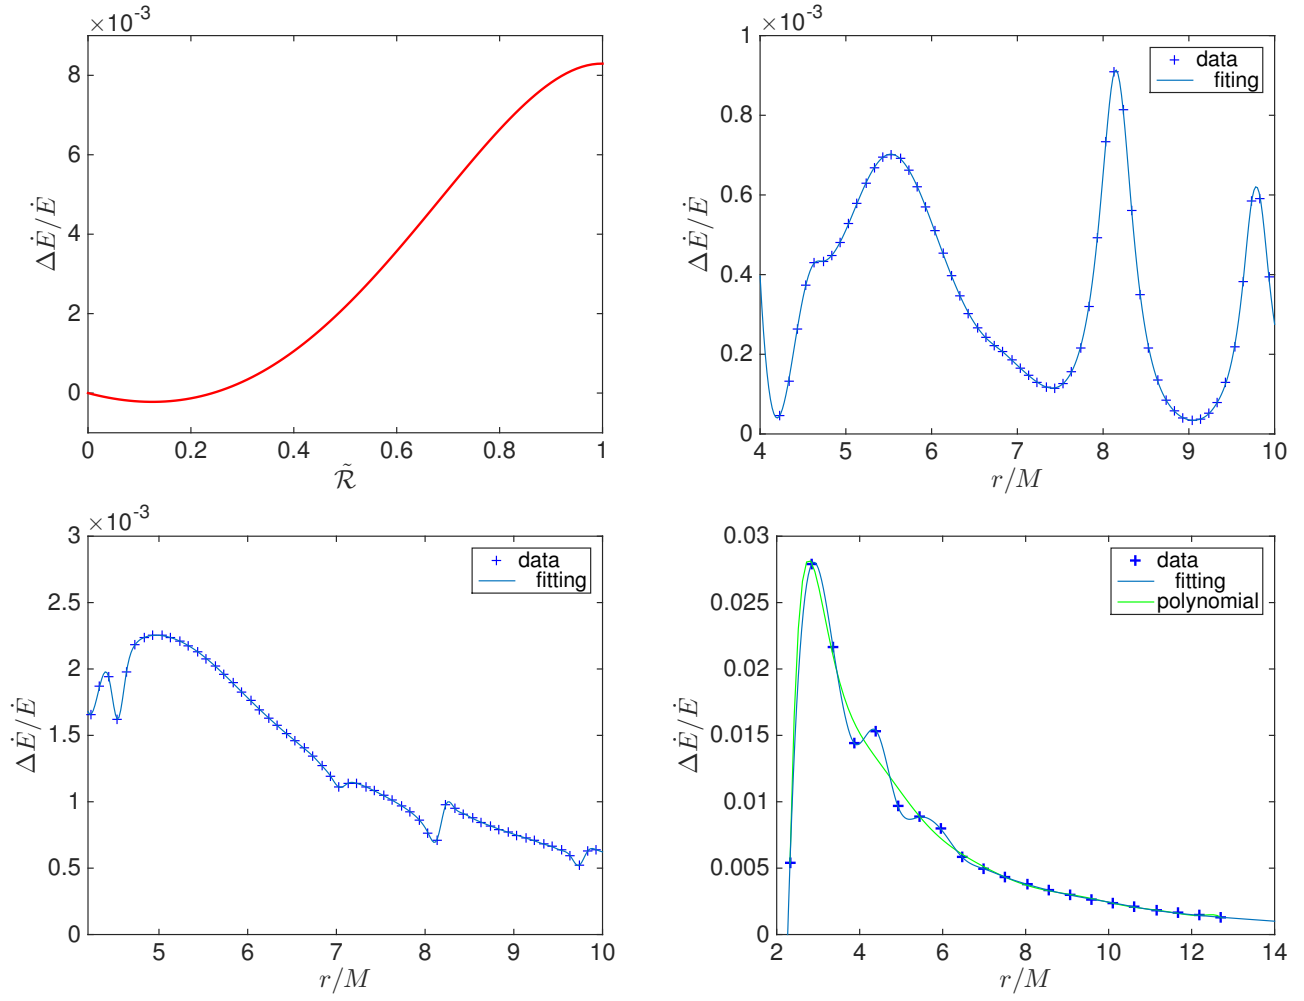 ×10-3
8
6
4
2
0
0 0.2 0.4 0.6 0.8 1
ΔĖ/Ė
R̃
×10-3
1
0.8
0.6
0.4
0.2
0
4 5 6 7 8 9 10
ΔĖ/Ė
r/M
data
fiting
×10-3
3
2.5
2
1.5
1
0.5
0
5 6 7 8 9 10
ΔĖ/Ė
r/M
data
fitting
0.03
0.025
0.02
0.015
0.01
0.005
0
2 4 6 8 10 12 14
ΔĖ/Ė
r/M
data
fitting
polynomial